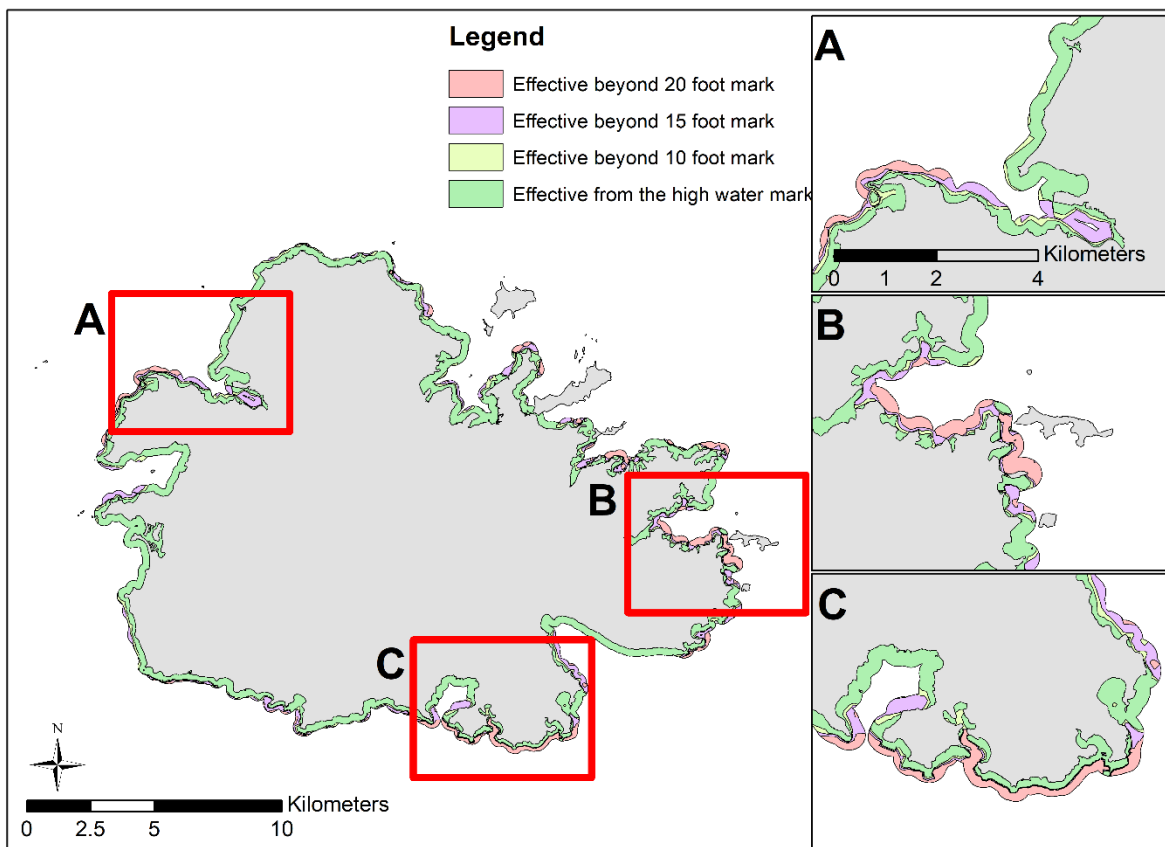 Legend
Effective beyond 20 foot mark
Effective beyond 15 foot mark
Effective beyond 10 foot mark
Effective from the high water mark
A
B
C
N
Kilometers
0 2.5 5 10
A
Kilometers
0 1 2 4
B
C